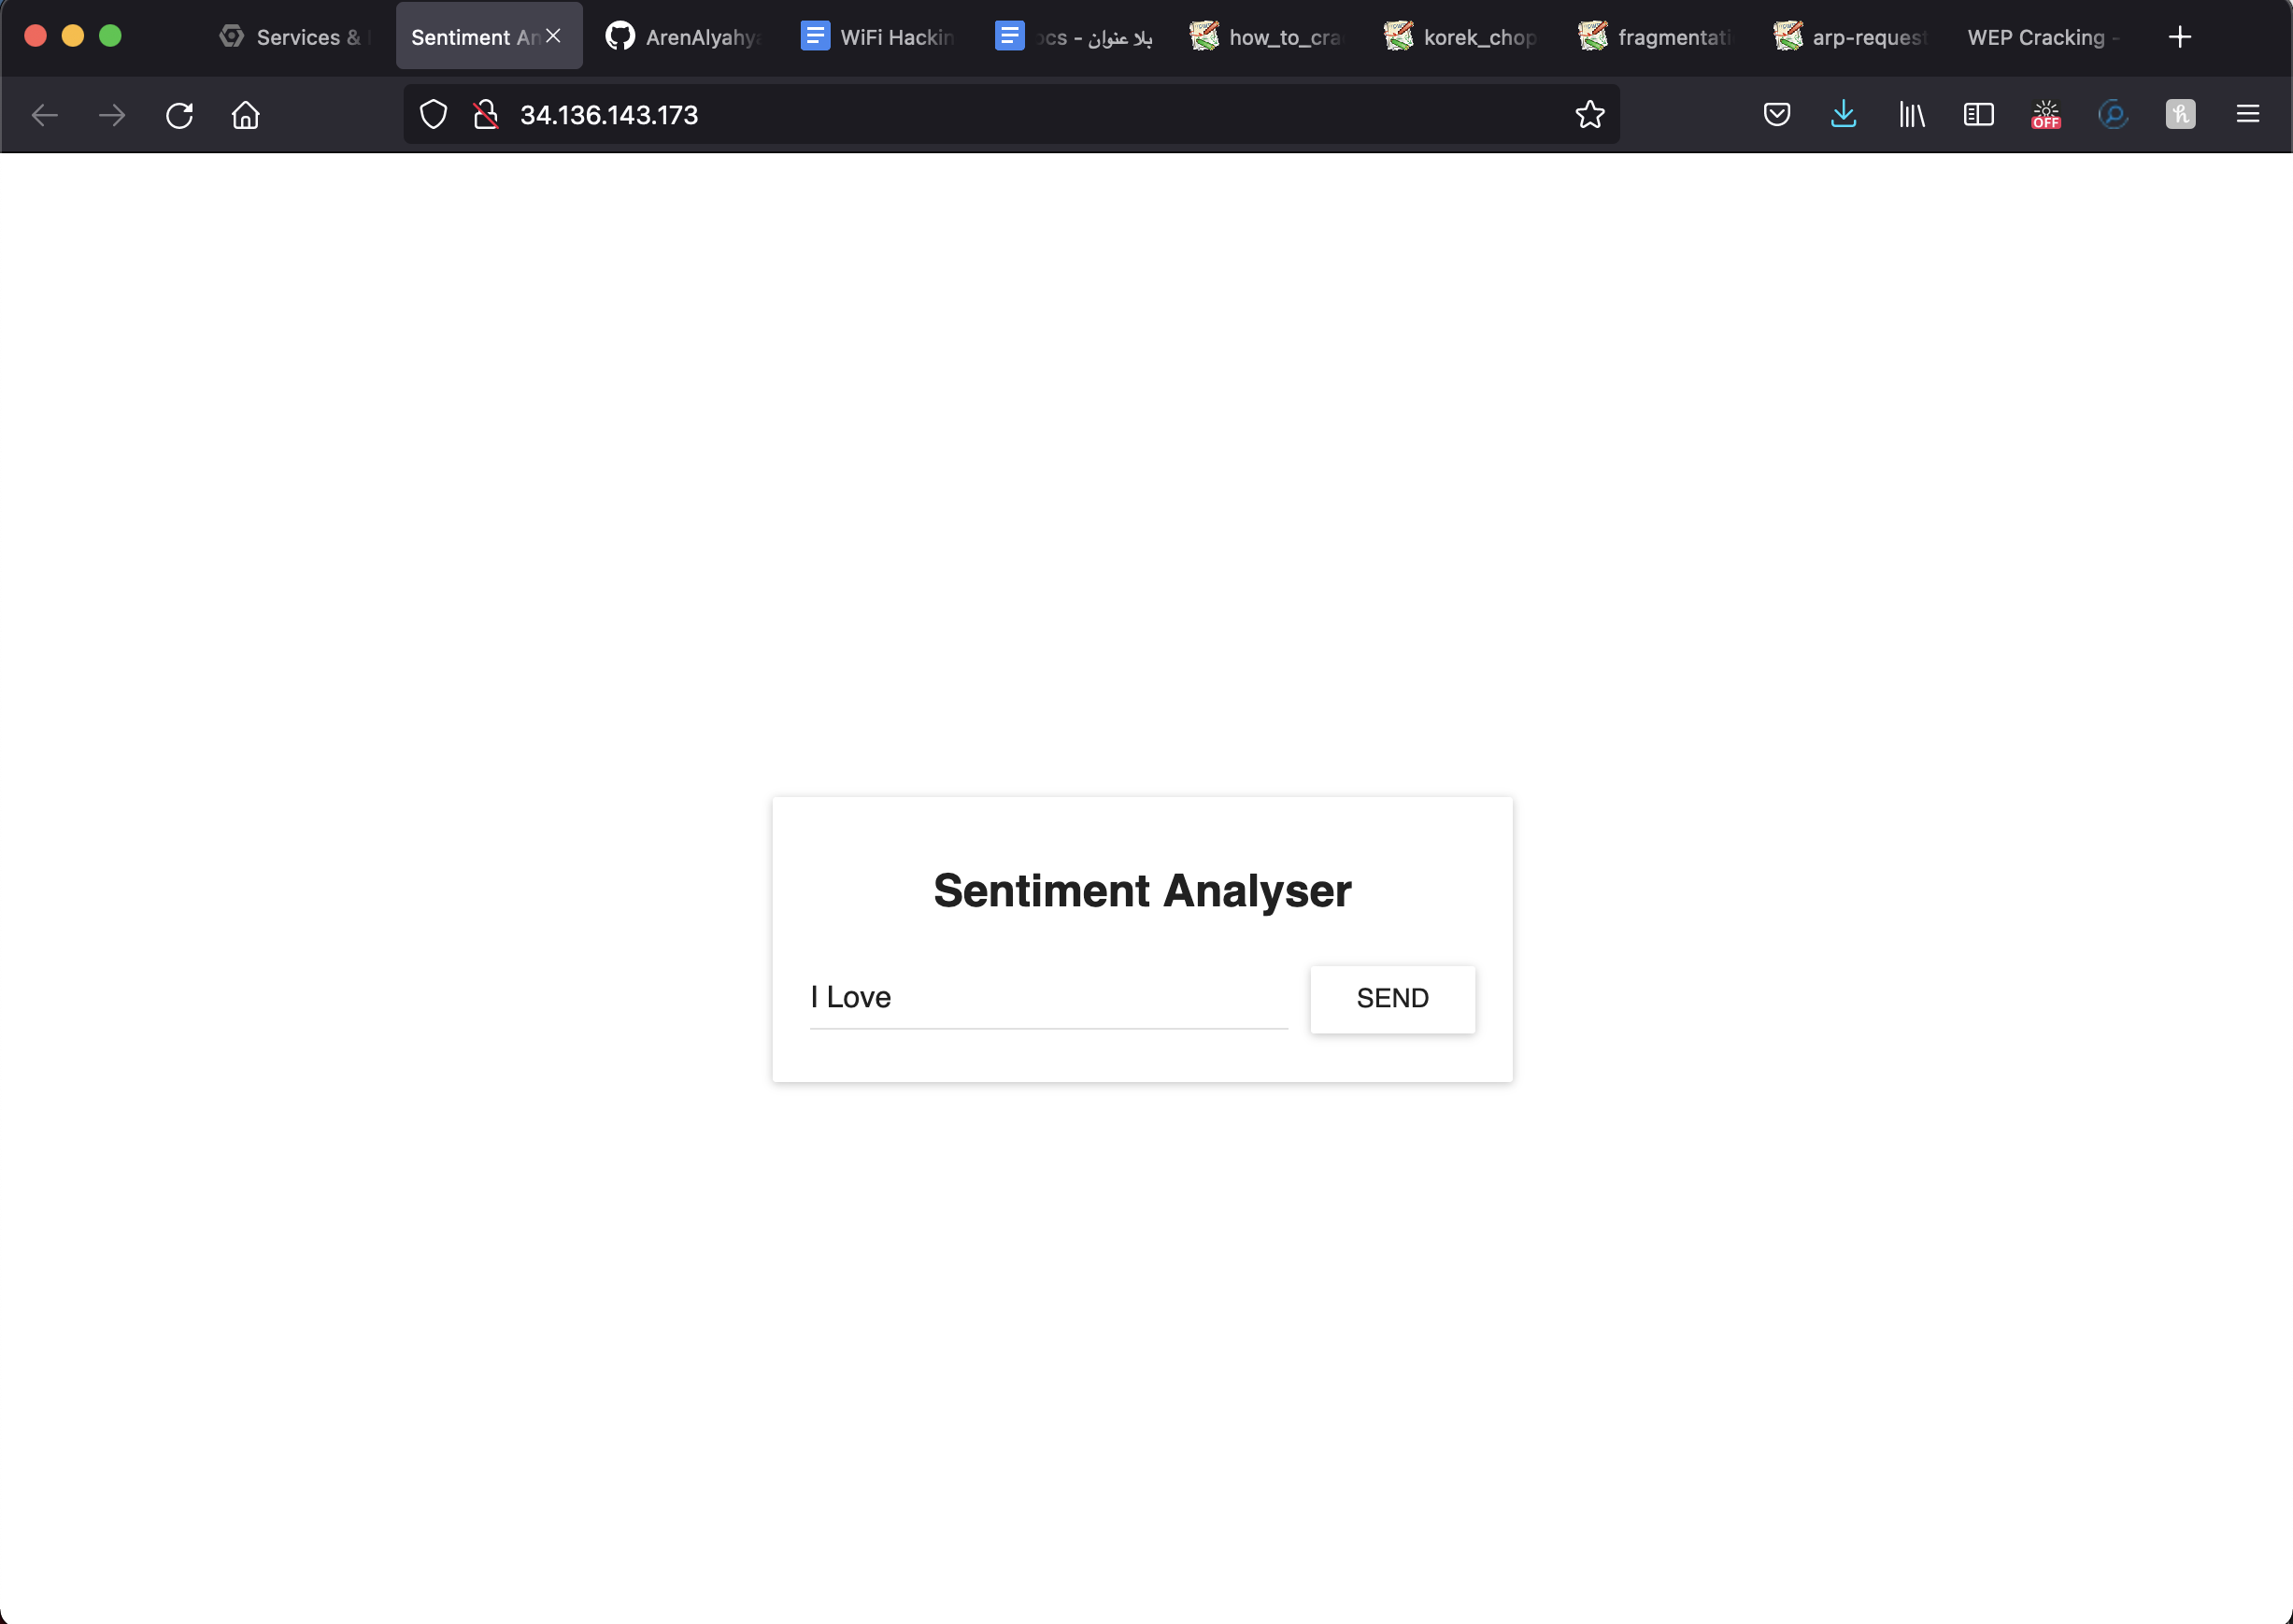 Services &
Sentiment An
ArenAlyahya
WiFi Hackin
ocs - بلا عنوان
how_to_cra
korek_chop
fragmentati
arp-request
WEP Cracking -
34.136.143.173
OFF
Sentiment Analyser
I Love
SEND